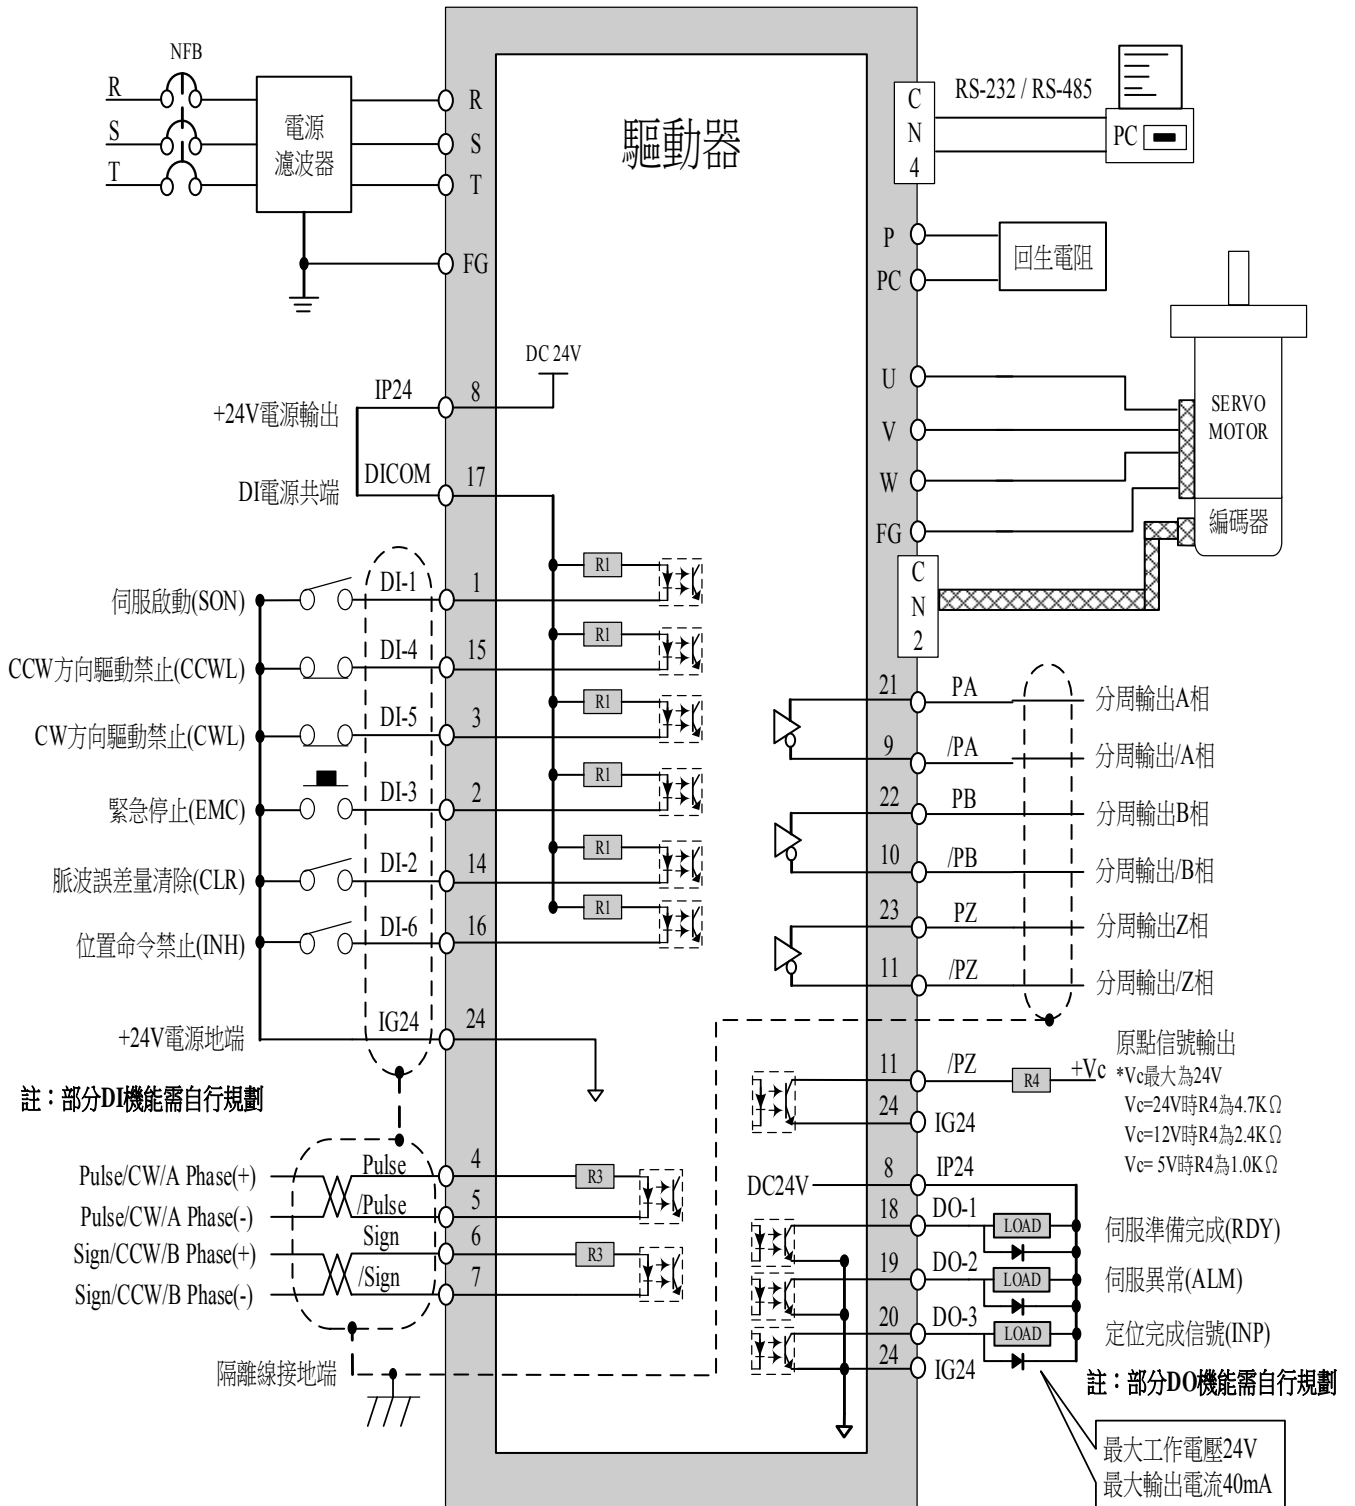 NFB
R
S
T
電源
濾波器
R
S
T
FG
驅動器
C
N
4
RS-232 / RS-485
PC
P
PC
回生電阻
U
V
W
FG
SERVO
MOTOR
編碼器
C
N
2
DC 24V
+24V電源輸出
IP24
8
DI電源共端
DICOM
17
伺服啟動(SON)
DI-1
1
R1
CCW方向驅動禁止(CCWL)
DI-4
15
R1
CW方向驅動禁止(CWL)
DI-5
3
R1
緊急停止(EMC)
DI-3
2
R1
脈波誤差量清除(CLR)
DI-2
14
R1
位置命令禁止(INH)
DI-6
16
R1
+24V電源地端
IG24
24
註：部分DI機能需自行規劃
Pulse/CW/A Phase(+)
Pulse
4
R3
Pulse/CW/A Phase(-)
/Pulse
5
Sign/CCW/B Phase(+)
Sign
6
R3
Sign/CCW/B Phase(-)
/Sign
7
隔離線接地端
21
PA
分周輸出A相
9
/PA
分周輸出/A相
22
PB
分周輸出B相
10
/PB
分周輸出/B相
23
PZ
分周輸出Z相
11
/PZ
分周輸出/Z相
11
/PZ
R4
+Vc
24
IG24
原點信號輸出
*Vc最大為24V
Vc=24V時R4為4.7KΩ
Vc=12V時R4為2.4KΩ
Vc= 5V時R4為1.0KΩ
DC24V
8
IP24
18
DO-1
LOAD
伺服準備完成(RDY)
19
DO-2
LOAD
伺服異常(ALM)
20
DO-3
LOAD
定位完成信號(INP)
24
IG24
註：部分DO機能需自行規劃
最大工作電壓24V
最大輸出電流40mA